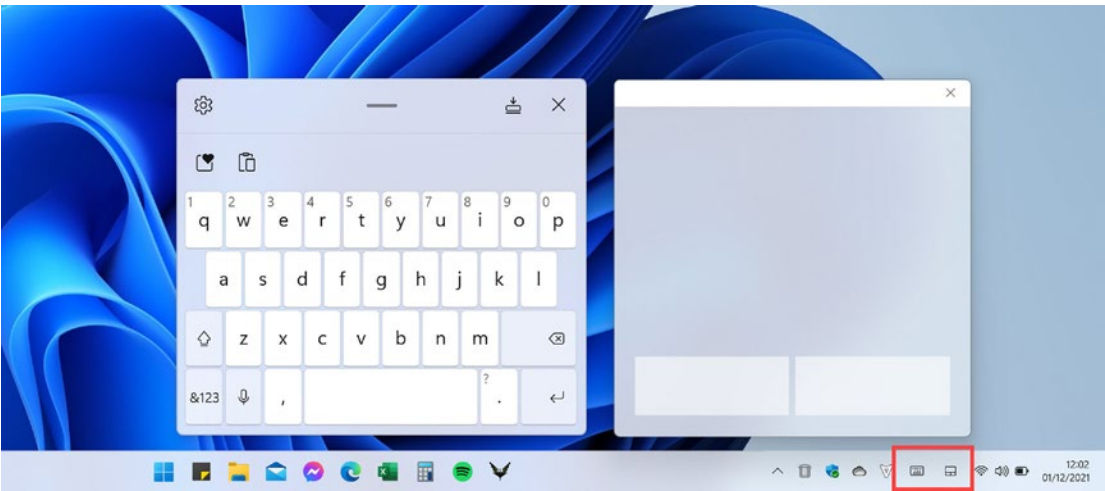 1 2 3 4 5 6 7 8 9 0
q w e r t y u i o p
a s d f g h j k l
z x c v b n m
?
&123 , .
12:02
01/12/2021